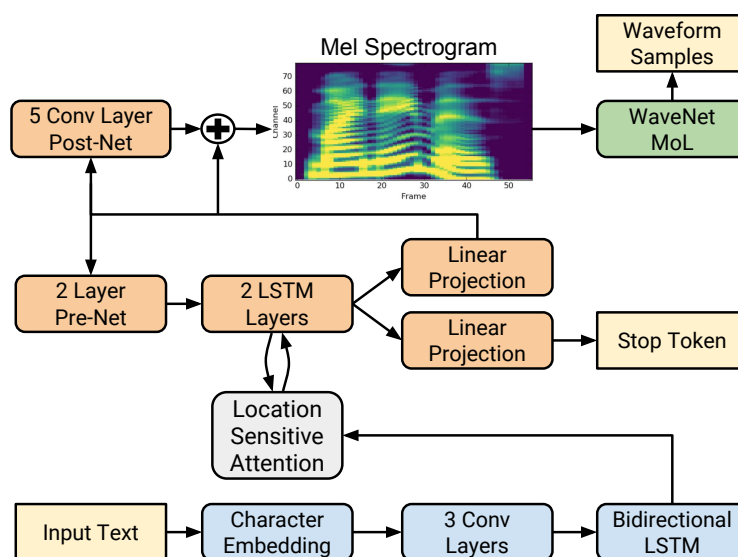 Waveform
Samples
Mel Spectrogram
5 Conv Layer
Post-Net
WaveNet
MoL
Channel
70
60
50
40
30
20
10
0
0 10 20 30 40 50
Frame
Linear
Projection
2 Layer
Pre-Net
2 LSTM
Layers
Linear
Projection
Stop Token
Location
Sensitive
Attention
Input Text
Character
Embedding
3 Conv
Layers
Bidirectional
LSTM